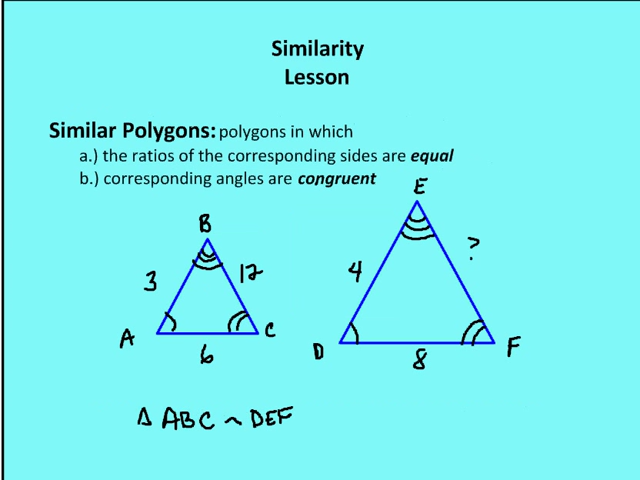 Similarity
Lesson
Similar Polygons: polygons in which
a.) the ratios of the corresponding sides are equal
b.) corresponding angles are congruent
E
B
3
12
4
?
A
C
D
F
6
8
Δ ABC ~ DEF